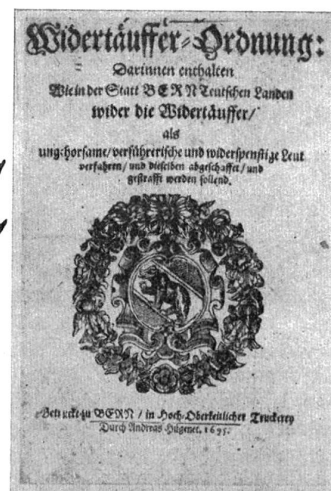 Widertäuffer-Ordnung:
Darinnen enthalten
Wie in der Statt BERN Teutschen Landen
wider die Widertäuffer/
als
ungehorsame/ verführerische und widerspenstige Leut
verfahren/ und dieselben abgeschaffet/ und
gestrafft werden sollend.
Getruckt zu BERN/ in Hoch-Oberkeitlicher Truckerey
Durch Andreas Hügenet, 1695.